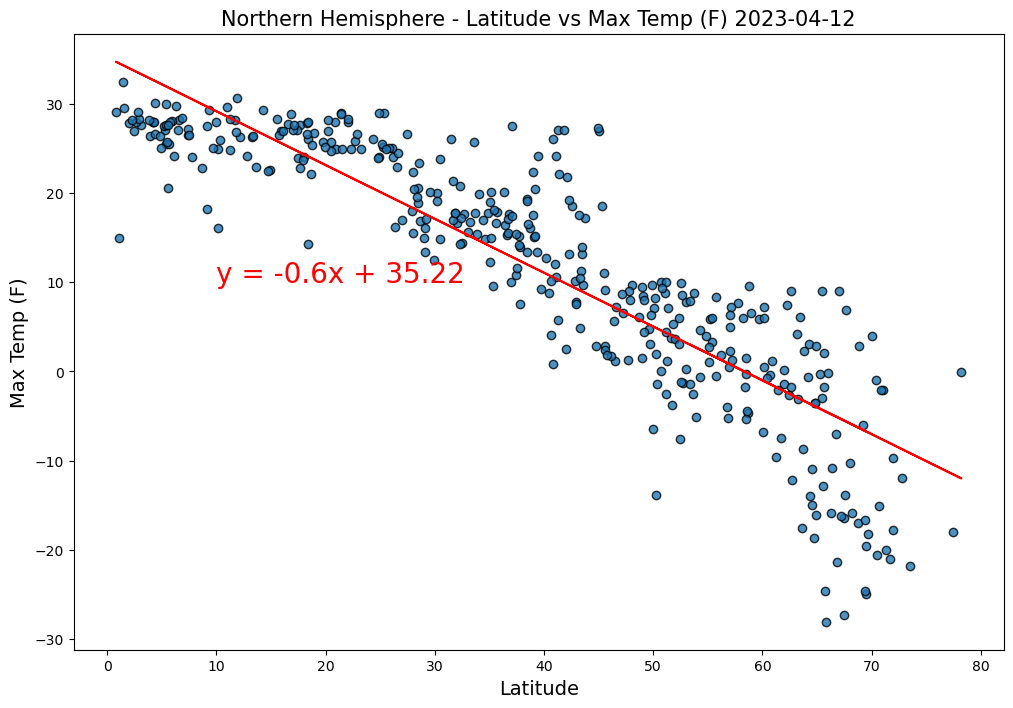 Northern Hemisphere - Latitude vs Max Temp (F) 2023-04-12
Max Temp (F)
30
20
10
0
−10
−20
−30
y = -0.6x + 35.22
0 10 20 30 40 50 60 70 80
Latitude